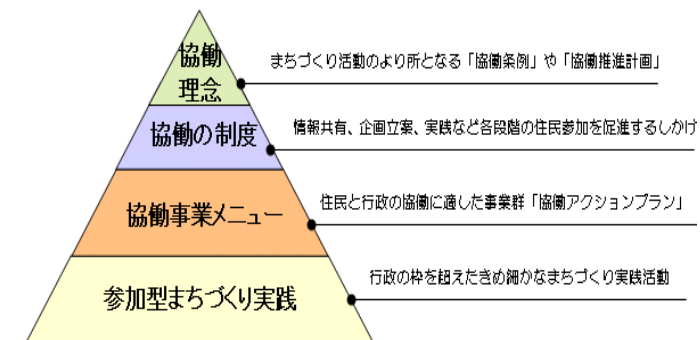 協働
理念
まちづくり活動のより所となる「協働条例」や「協働推進計画」
協働の制度
情報共有、企画立案、実践など各段階の住民参加を促進するしかけ
協働事業メニュー
住民と行政の協働に適した事業群「協働アクションプラン」
参加型まちづくり実践
行政の枠を超えたきめ細かなまちづくり実践活動